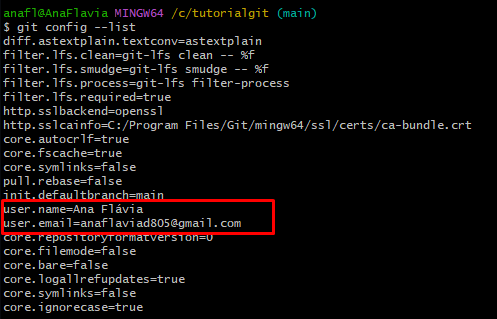 anafl@AnaFlavia MINGW64 /c/tutorialgit (main)
$ git config --list
diff.astextplain.textconv=astextplain
filter.lfs.clean=git-lfs clean -- %f
filter.lfs.smudge=git-lfs smudge -- %f
filter.lfs.process=git-lfs filter-process
filter.lfs.required=true
http.sslbackend=openssl
http.sslcainfo=C:/Program Files/Git/mingw64/ssl/certs/ca-bundle.crt
core.autocrlf=true
core.fscache=true
core.symlinks=false
pull.rebase=false
init.defaultbranch=main
user.name=Ana Flávia
user.email=anaflaviad805@gmail.com
core.repositoryformatversion=0
core.filemode=false
core.bare=false
core.logallrefupdates=true
core.symlinks=false
core.ignorecase=true